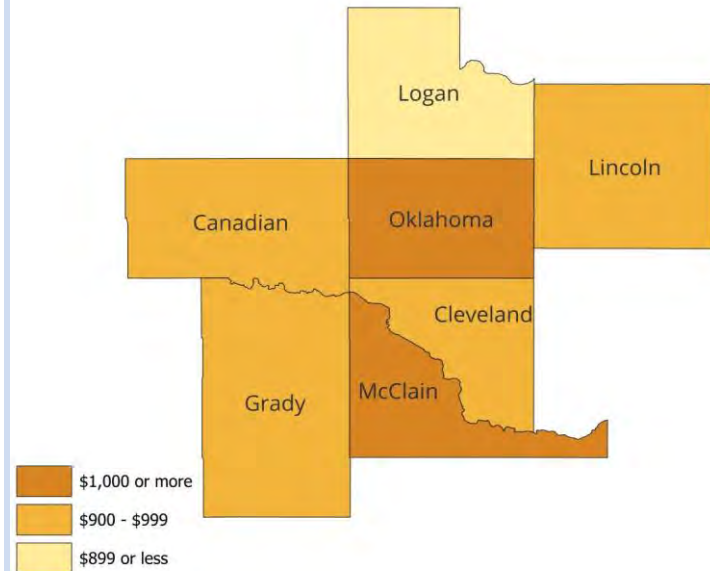 Logan
Lincoln
Canadian
Oklahoma
Cleveland
Grady
McClain
$1,000 or more
$900 - $999
$899 or less